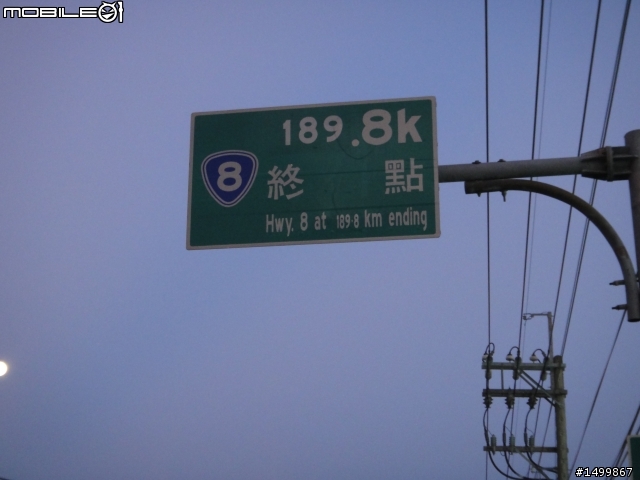 MOBILE01
189.8k
8 終 點
Hwy. 8 at 189.8 km ending
#1499867